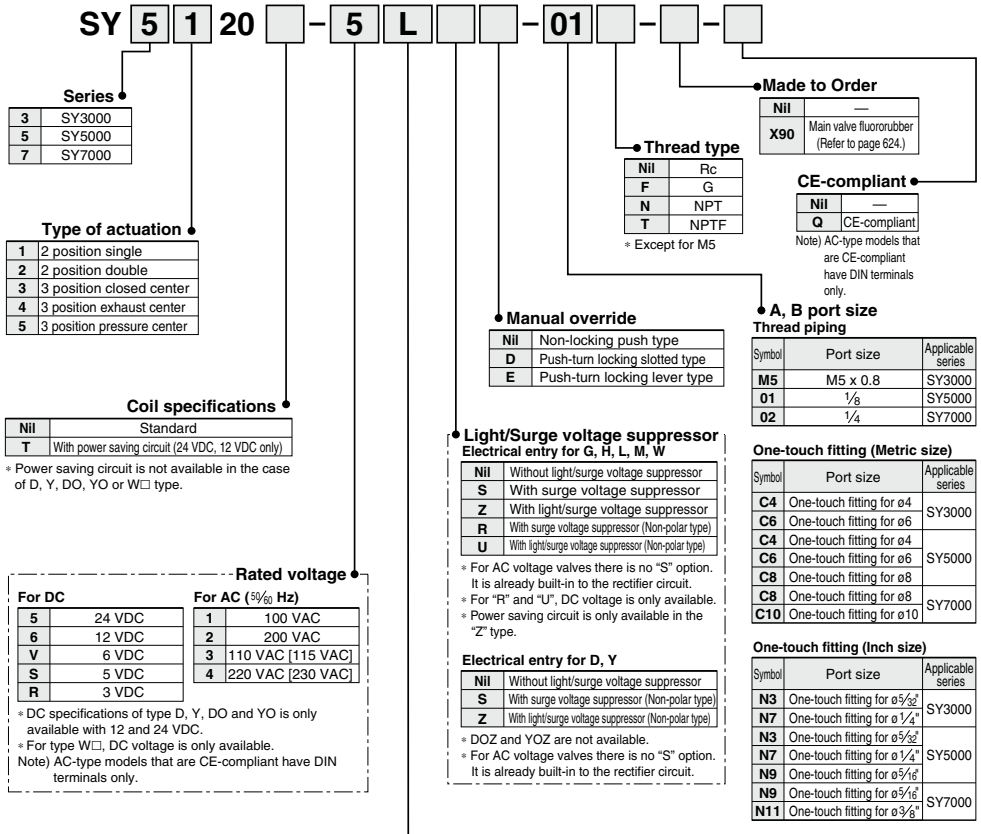 SY 5 1 20 □ – 5 L □ □ – 01 □ – □ – □
Series
3 SY3000
5 SY5000
7 SY7000
Type of actuation
1 2 position single
2 2 position double
3 3 position closed center
4 3 position exhaust center
5 3 position pressure center
Coil specifications
Nil Standard
T With power saving circuit (24 VDC, 12 VDC only)
∗ Power saving circuit is not available in the case
of D, Y, DO, YO or W□ type.
Rated voltage
For DC
5 24 VDC
6 12 VDC
V 6 VDC
S 5 VDC
R 3 VDC
For AC (50/60 Hz)
1 100 VAC
2 200 VAC
3 110 VAC [115 VAC]
4 220 VAC [230 VAC]
∗ DC specifications of type D, Y, DO and YO is only
available with 12 and 24 VDC.
∗ For type W□, DC voltage is only available.
Note) AC-type models that are CE-compliant have DIN
terminals only.
Light/Surge voltage suppressor
Electrical entry for G, H, L, M, W
Nil Without light/surge voltage suppressor
S With surge voltage suppressor
Z With light/surge voltage suppressor
R With surge voltage suppressor (Non-polar type)
U With light/surge voltage suppressor (Non-polar type)
∗ For AC voltage valves there is no "S" option.
It is already built-in to the rectifier circuit.
∗ For "R" and "U", DC voltage is only available.
∗ Power saving circuit is only available in the
"Z" type.
Electrical entry for D, Y
Nil Without light/surge voltage suppressor
S With surge voltage suppressor (Non-polar type)
Z With light/surge voltage suppressor (Non-polar type)
∗ DOZ and YOZ are not available.
∗ For AC voltage valves there is no "S" option.
It is already built-in to the rectifier circuit.
Manual override
Nil Non-locking push type
D Push-turn locking slotted type
E Push-turn locking lever type
Thread type
Nil Rc
F G
N NPT
T NPTF
∗ Except for M5
Made to Order
Nil —
X90 Main valve fluororubber
(Refer to page 624.)
CE-compliant
Nil —
Q CE-compliant
Note) AC-type models that
are CE-compliant
have DIN terminals
only.
A, B port size
Thread piping
Symbol Port size Applicable series
M5 M5 x 0.8 SY3000
01 1/8 SY5000
02 1/4 SY7000
One-touch fitting (Metric size)
Symbol Port size Applicable series
C4 One-touch fitting for ø4 SY3000
C6 One-touch fitting for ø6
C4 One-touch fitting for ø4 SY5000
C6 One-touch fitting for ø6
C8 One-touch fitting for ø8
C8 One-touch fitting for ø8 SY7000
C10 One-touch fitting for ø10
One-touch fitting (Inch size)
Symbol Port size Applicable series
N3 One-touch fitting for ø5/32" SY3000
N7 One-touch fitting for ø1/4"
N3 One-touch fitting for ø5/32" SY5000
N7 One-touch fitting for ø1/4"
N9 One-touch fitting for ø5/16"
N9 One-touch fitting for ø5/16" SY7000
N11 One-touch fitting for ø3/8"